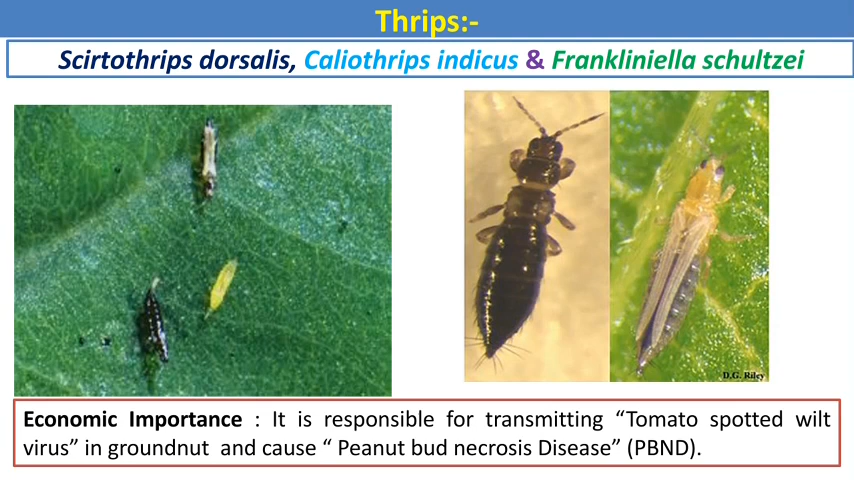 Thrips:-
Scirtothrips dorsalis, Caliothrips indicus & Frankliniella schultzei
D.G. Riley
Economic Importance : It is responsible for transmitting “Tomato spotted wilt
virus” in groundnut and cause “ Peanut bud necrosis Disease” (PBND).